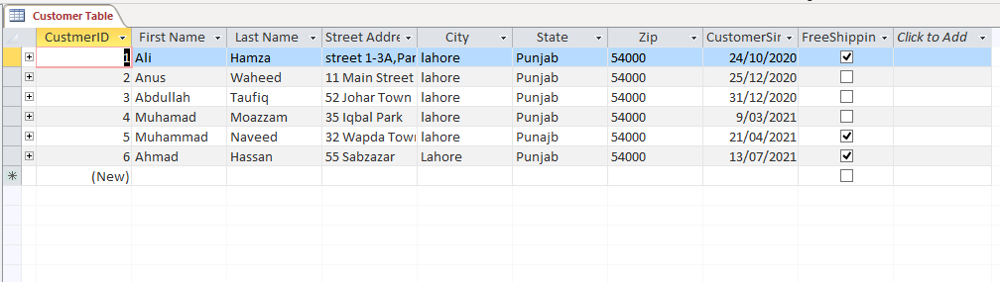 Customer Table
CustmerID First Name Last Name Street Addre City State Zip CustomerSir FreeShippin Click to Add
1 Ali Hamza street 1-3A,Par lahore Punjab 54000 24/10/2020
2 Anus Waheed 11 Main Street lahore Punjab 54000 25/12/2020
3 Abdullah Taufiq 52 Johar Town lahore Punjab 54000 31/12/2020
4 Muhamad Moazzam 35 Iqbal Park lahore Punjab 54000 9/03/2021
5 Muhammad Naveed 32 Wapda Town lahore Punajb 54000 21/04/2021
6 Ahmad Hassan 55 Sabzazar Lahore Punjab 54000 13/07/2021
(New)